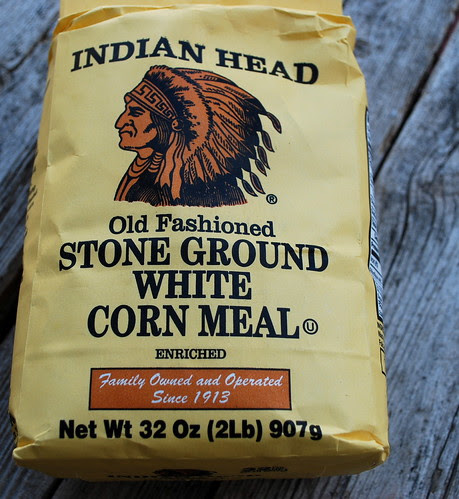 INDIAN HEAD
®
Old Fashioned
STONE GROUND
WHITE
CORN MEAL Ⓤ
ENRICHED
Family Owned and Operated
Since 1913
Net Wt 32 Oz (2Lb) 907g